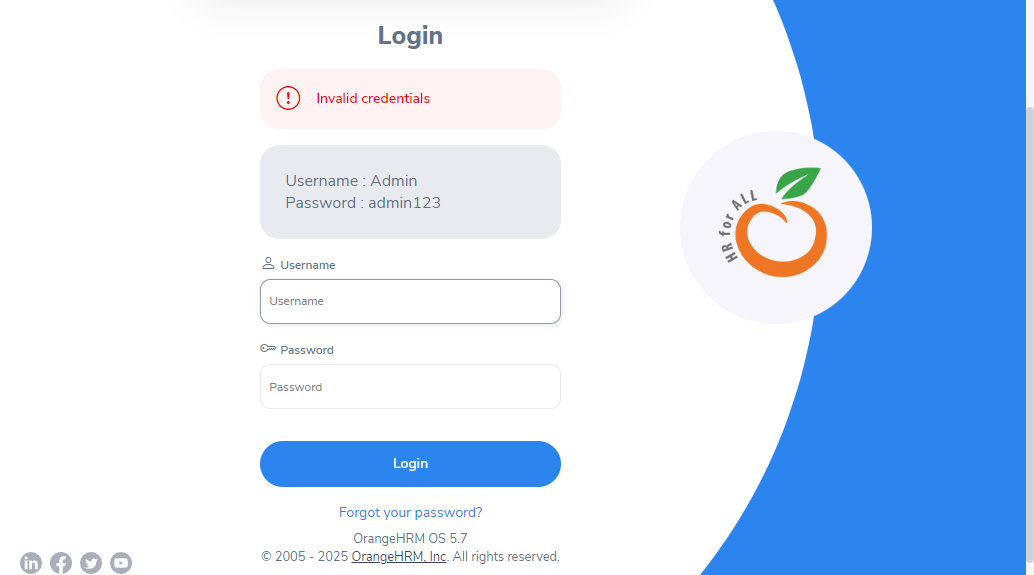 Login
Invalid credentials
Username : Admin
Password : admin123
Username
Username
Password
Password
Login
Forgot your password?
OrangeHRM OS 5.7
© 2005 - 2025 OrangeHRM, Inc. All rights reserved.
HR for ALL